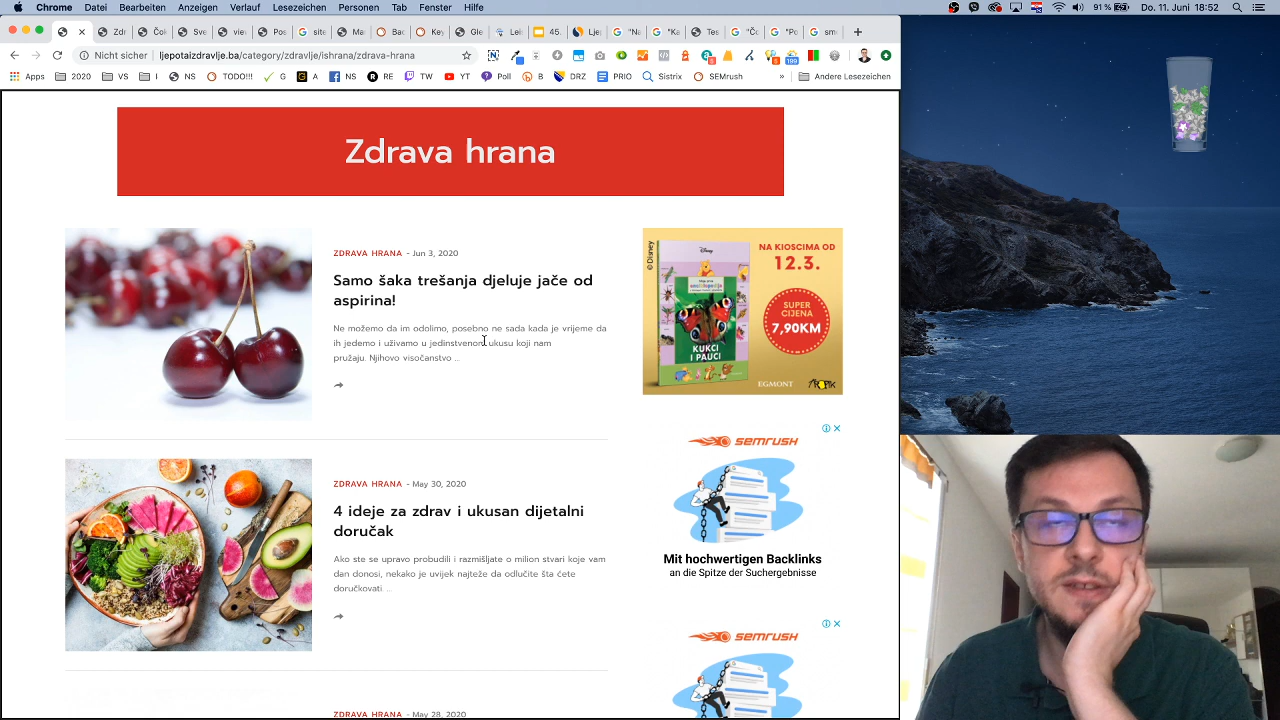 Chrome Datei Bearbeiten Anzeigen Verlauf Lesezeichen Personen Tab Fenster Hilfe
91 % Do. 11. Juni 18:52
Nicht sicher | ljepotaizdravlje.ba/category/zdravlje/ishrana/zdrava-hrana
Apps 2020 VS I NS TODO!!! G A NS RE TW YT Poll B DRZ PRIO Sistrix SEMrush » Andere Lesezeichen
Zdrava hrana
ZDRAVA HRANA - Jun 3, 2020
Samo šaka trešanja djeluje jače od
aspirina!
Ne možemo da im odolimo, posebno ne sada kada je vrijeme da
ih jedemo i uživamo u jedinstvenom ukusu koji nam
pružaju. Njihovo visočanstvo ...
ZDRAVA HRANA - May 30, 2020
4 ideje za zdrav i ukusan dijetalni
doručak
Ako ste se upravo probudili i razmišljate o milion stvari koje vam
dan donosi, nekako je uvijek najteže da odlučite šta ćete
doručkovati. ...
ZDRAVA HRANA - May 28, 2020
© Disney
Disney
NA KIOSCIMA OD
12.3.
SUPER
CIJENA
7,90KM
KUKCI
I PAUCI
EGMONT
semrush
Mit hochwertigen Backlinks
an die Spitze der Suchergebnisse
semrush